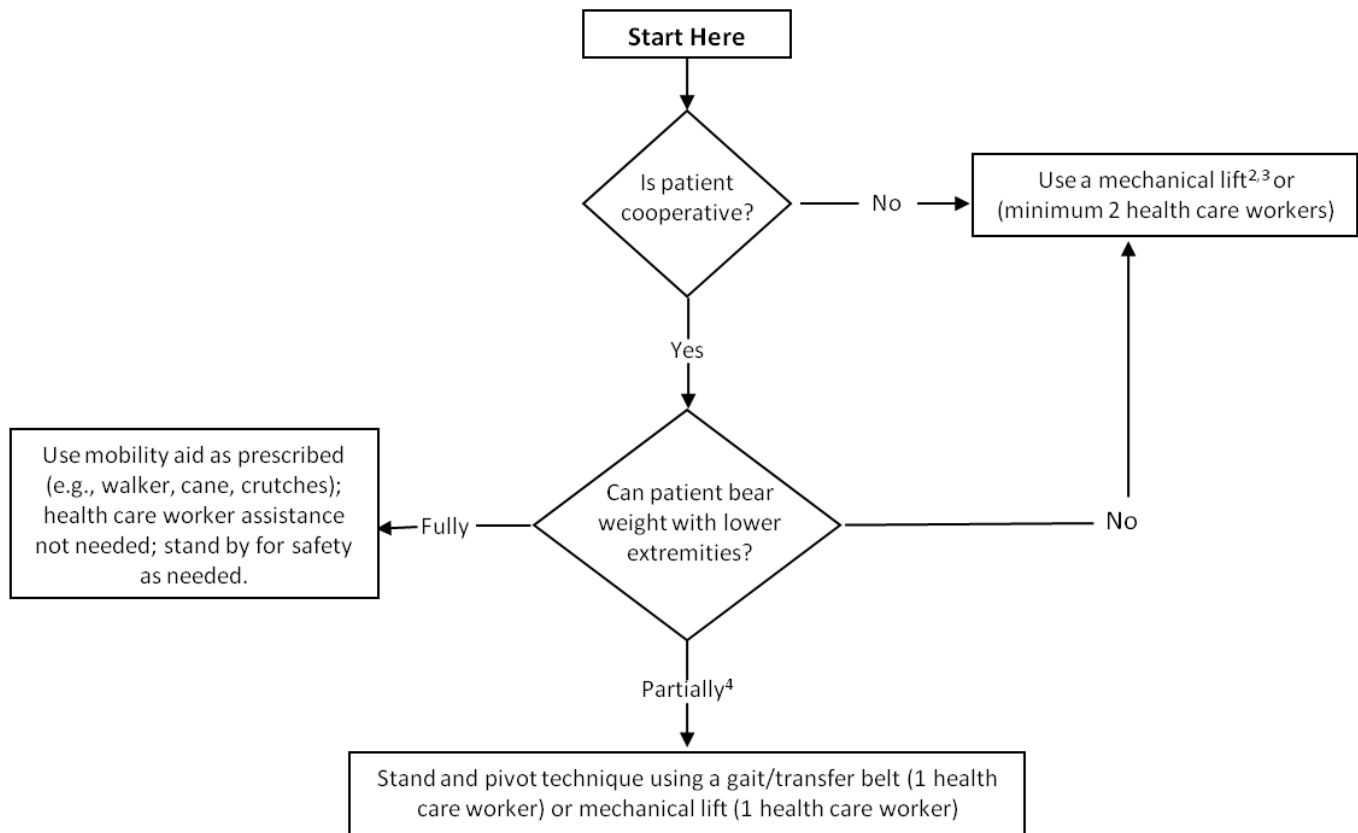 Start Here
Is patient
cooperative?
No
Use a mechanical lift²,³ or
(minimum 2 health care workers)
Yes
Can patient bear
weight with lower
extremities?
Fully
Use mobility aid as prescribed
(e.g., walker, cane, crutches);
health care worker assistance
not needed; stand by for safety
as needed.
No
Partially⁴
Stand and pivot technique using a gait/transfer belt (1 health
care worker) or mechanical lift (1 health care worker)